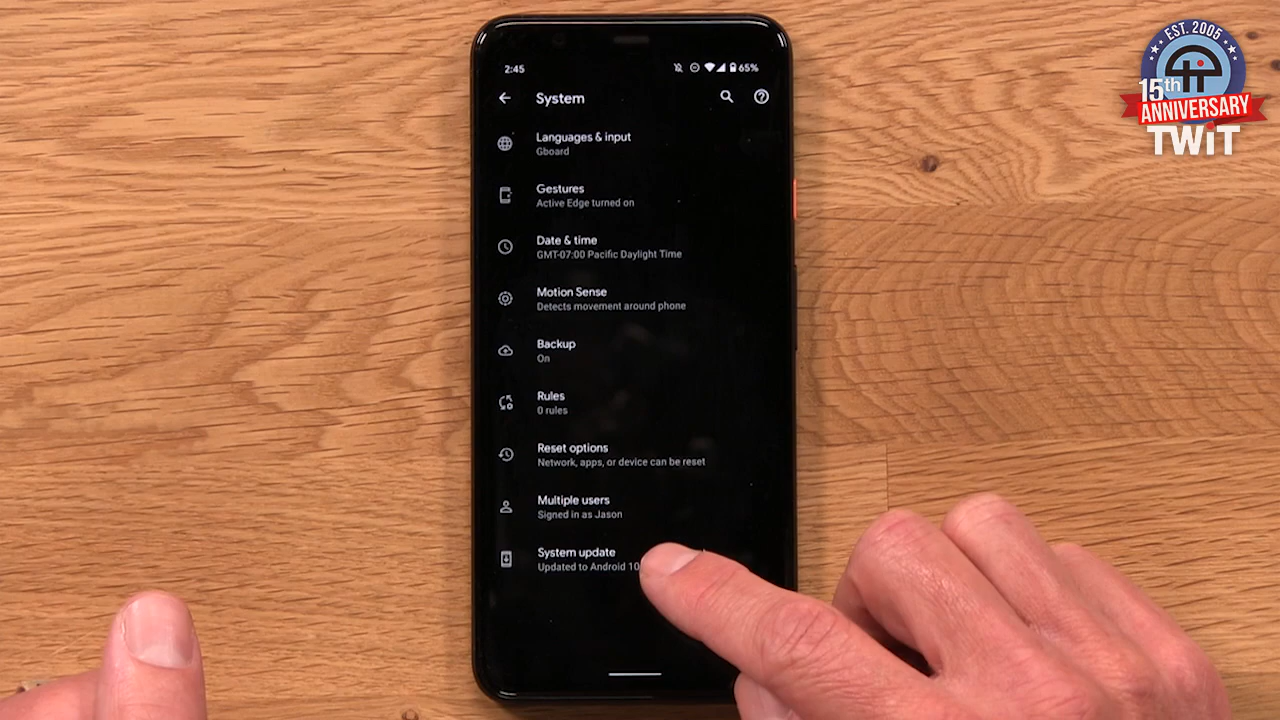 EST. 2005
15th
ANNIVERSARY
TWiT
2:45
65%
System
Languages & input
Gboard
Gestures
Active Edge turned on
Date & time
GMT-07:00 Pacific Daylight Time
Motion Sense
Detects movement around phone
Backup
On
Rules
0 rules
Reset options
Network, apps, or device can be reset
Multiple users
Signed in as Jason
System update
Updated to Android 10